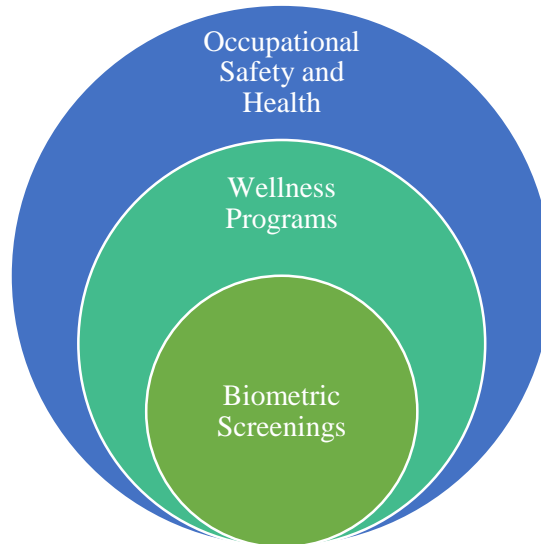 Occupational
Safety and
Health
Wellness
Programs
Biometric
Screenings